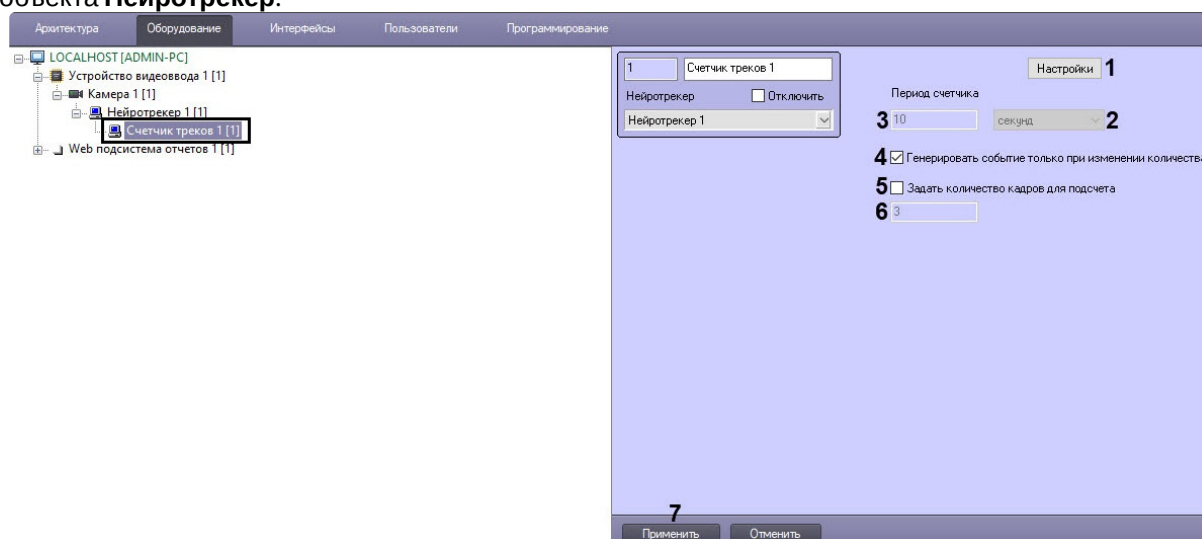 объекта Нейротрекер.
Архитектура Оборудование Интерфейсы Пользователи Программирование
LOCALHOST [ADMIN-PC]
Устройство видеоввода 1 [1]
Камера 1 [1]
Нейротрекер 1 [1]
Счетчик треков 1 [1]
Web подсистема отчетов 1 [1]
1 Счетчик треков 1
Нейротрекер Отключить
Нейротрекер 1
Настройки 1
Период счетчика
3 10 секунд 2
4 Генерировать событие только при изменении количества
5 Задать количество кадров для подсчета
6 3
7
Применить Отменить